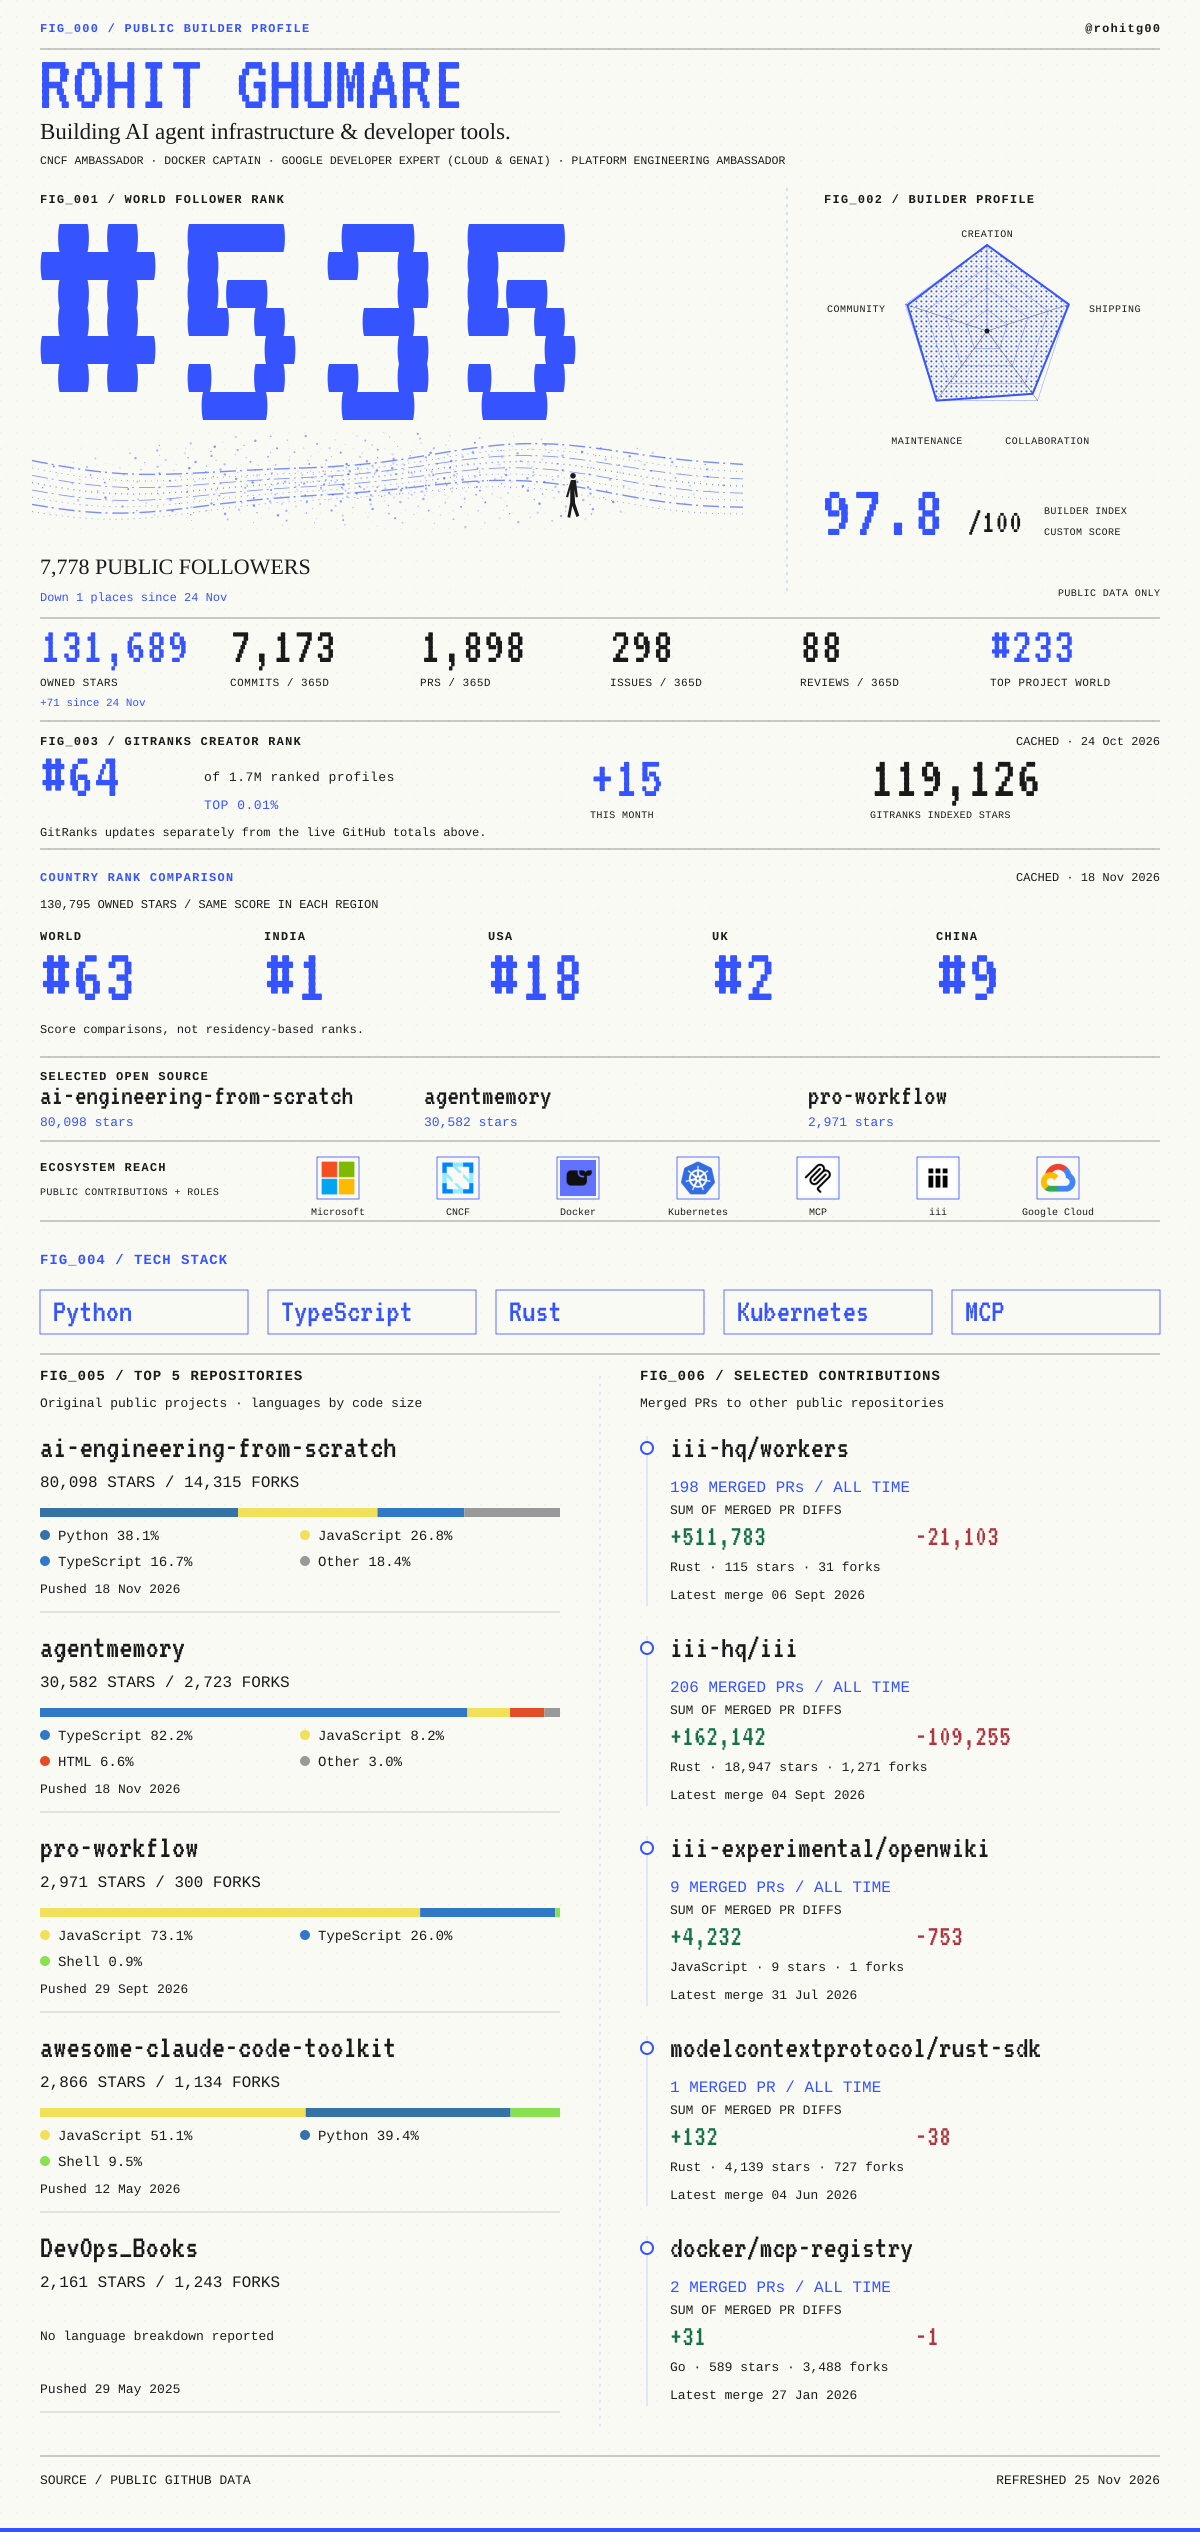 FIG_000 / PUBLIC BUILDER PROFILE
@rohitg00
ROHIT GHUMARE
Building AI agent infrastructure & developer tools.
CNCF AMBASSADOR · DOCKER CAPTAIN · GOOGLE DEVELOPER EXPERT (CLOUD & GENAI) · PLATFORM ENGINEERING AMBASSADOR
FIG_001 / WORLD FOLLOWER RANK
#535
7,778 PUBLIC FOLLOWERS
Down 1 places since 24 Nov
FIG_002 / BUILDER PROFILE
CREATION
COMMUNITY
SHIPPING
MAINTENANCE
COLLABORATION
97.8 /100
BUILDER INDEX
CUSTOM SCORE
PUBLIC DATA ONLY
131,689
OWNED STARS
+71 since 24 Nov
7,173
COMMITS / 365D
1,898
PRS / 365D
298
ISSUES / 365D
88
REVIEWS / 365D
#233
TOP PROJECT WORLD
FIG_003 / GITRANKS CREATOR RANK
CACHED · 24 Oct 2026
#64
of 1.7M ranked profiles
TOP 0.01%
+15
THIS MONTH
119,126
GITRANKS INDEXED STARS
GitRanks updates separately from the live GitHub totals above.
COUNTRY RANK COMPARISON
CACHED · 18 Nov 2026
130,795 OWNED STARS / SAME SCORE IN EACH REGION
WORLD
#63
INDIA
#1
USA
#18
UK
#2
CHINA
#9
Score comparisons, not residency-based ranks.
SELECTED OPEN SOURCE
ai-engineering-from-scratch
80,098 stars
agentmemory
30,582 stars
pro-workflow
2,971 stars
ECOSYSTEM REACH
PUBLIC CONTRIBUTIONS + ROLES
Microsoft
CNCF
Docker
Kubernetes
MCP
iii
Google Cloud
FIG_004 / TECH STACK
Python
TypeScript
Rust
Kubernetes
MCP
FIG_005 / TOP 5 REPOSITORIES
Original public projects · languages by code size
ai-engineering-from-scratch
80,098 STARS / 14,315 FORKS
Python 38.1%
JavaScript 26.8%
TypeScript 16.7%
Other 18.4%
Pushed 18 Nov 2026
agentmemory
30,582 STARS / 2,723 FORKS
TypeScript 82.2%
JavaScript 8.2%
HTML 6.6%
Other 3.0%
Pushed 18 Nov 2026
pro-workflow
2,971 STARS / 300 FORKS
JavaScript 73.1%
TypeScript 26.0%
Shell 0.9%
Pushed 29 Sept 2026
awesome-claude-code-toolkit
2,866 STARS / 1,134 FORKS
JavaScript 51.1%
Python 39.4%
Shell 9.5%
Pushed 12 May 2026
DevOps_Books
2,161 STARS / 1,243 FORKS
No language breakdown reported
Pushed 29 May 2025
FIG_006 / SELECTED CONTRIBUTIONS
Merged PRs to other public repositories
iii-hq/workers
198 MERGED PRs / ALL TIME
SUM OF MERGED PR DIFFS
+511,783
-21,103
Rust · 115 stars · 31 forks
Latest merge 06 Sept 2026
iii-hq/iii
206 MERGED PRs / ALL TIME
SUM OF MERGED PR DIFFS
+162,142
-109,255
Rust · 18,947 stars · 1,271 forks
Latest merge 04 Sept 2026
iii-experimental/openwiki
9 MERGED PRs / ALL TIME
SUM OF MERGED PR DIFFS
+4,232
-753
JavaScript · 9 stars · 1 forks
Latest merge 31 Jul 2026
modelcontextprotocol/rust-sdk
1 MERGED PR / ALL TIME
SUM OF MERGED PR DIFFS
+132
-38
Rust · 4,139 stars · 727 forks
Latest merge 04 Jun 2026
docker/mcp-registry
2 MERGED PRs / ALL TIME
SUM OF MERGED PR DIFFS
+31
-1
Go · 589 stars · 3,488 forks
Latest merge 27 Jan 2026
SOURCE / PUBLIC GITHUB DATA
REFRESHED 25 Nov 2026